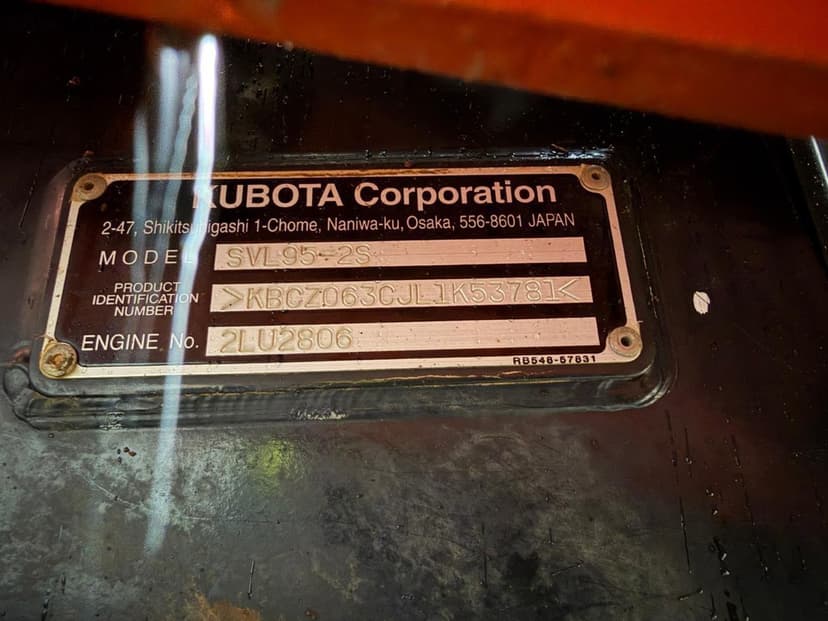 KUBOTA Corporation
2-47, Shikitsuhigashi 1-Chome, Naniwa-ku, Osaka, 556-8601 JAPAN
MODEL SVL95-2S
PRODUCT
IDENTIFICATION
NUMBER >KBCZ063CJL1K53781<
ENGINE No. 2LU2806
RB548-57831